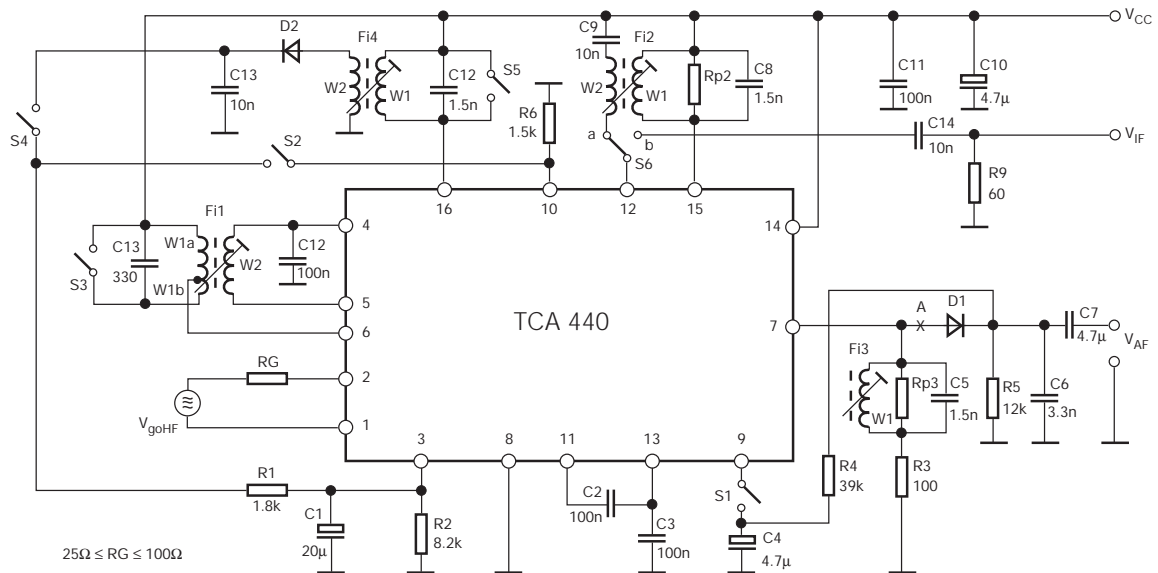 V_CC
D2
Fi4
C9
Fi2
10n
C13
10n
W2
W1
C12
1.5n
S5
W2
W1
Rp2
C8
1.5n
C11
100n
C10
4.7µ
R6
1.5k
S4
S2
a
b
S6
C14
10n
V_IF
R9
60
16
10
12
15
14
Fi1
4
C13
330
W1a
W2
C12
100n
S3
W1b
5
6
TCA 440
7
A
X
D1
C7
4.7µ
V_AF
RG
2
Fi3
Rp3
C5
1.5n
R5
12k
C6
3.3n
W1
V_goHF
1
3
8
11
13
9
R1
1.8k
S1
R4
39k
R3
100
C2
100n
C1
20µ
R2
8.2k
C3
100n
C4
4.7µ
25Ω ≤ RG ≤ 100Ω